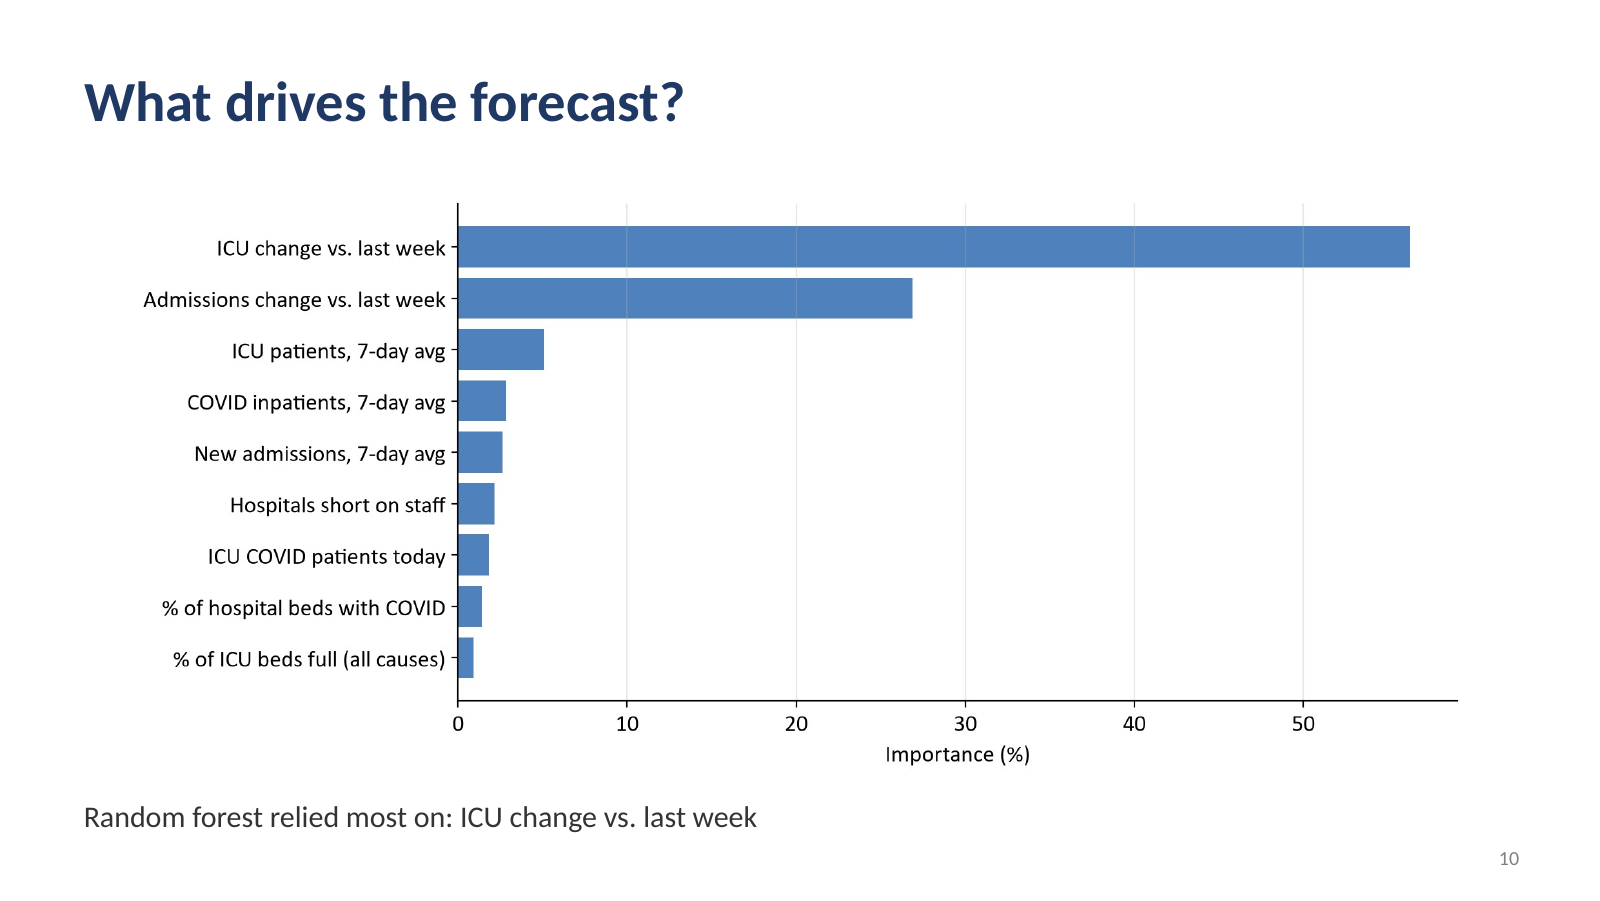 What drives the forecast?
ICU change vs. last week
Admissions change vs. last week
ICU patients, 7-day avg
COVID inpatients, 7-day avg
New admissions, 7-day avg
Hospitals short on staff
ICU COVID patients today
% of hospital beds with COVID
% of ICU beds full (all causes)
0 10 20 30 40 50
Importance (%)
Random forest relied most on: ICU change vs. last week
10